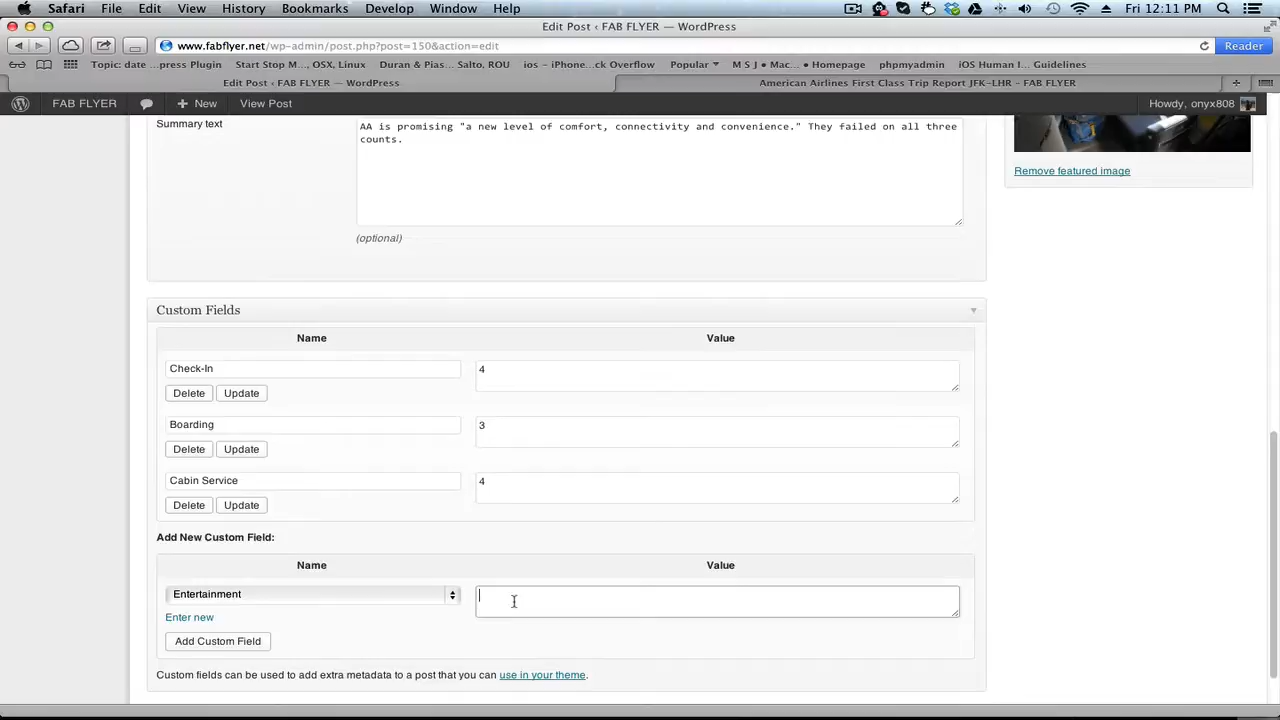 Safari File Edit View History Bookmarks Develop Window Help Fri 12:11 PM
Edit Post ‹ FAB FLYER — WordPress
www.fabflyer.net/wp-admin/post.php?post=150&action=edit Reader
Topic: date ...press Plugin Start Stop M..., OSX, Linux Duran & Pias... Salto, ROU ios – iPhone...ck Overflow Popular M S J • Mac... • Homepage phpmyadmin iOS Human I... Guidelines
Edit Post ‹ FAB FLYER — WordPress American Airlines First Class Trip Report JFK-LHR – FAB FLYER
FAB FLYER + New View Post Howdy, onyx808
Summary text
AA is promising "a new level of comfort, connectivity and convenience." They failed on all three
counts.
Remove featured image
(optional)
Custom Fields
Name Value
Check-In 4
Delete Update
Boarding 3
Delete Update
Cabin Service 4
Delete Update
Add New Custom Field:
Name Value
Entertainment
Enter new
Add Custom Field
Custom fields can be used to add extra metadata to a post that you can use in your theme.